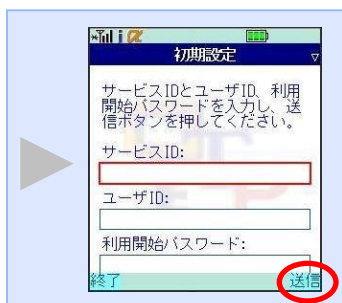 初期設定
サービスIDとユーザID、利用
開始パスワードを入力し、送
信ボタンを押してください。
サービスID:
ユーザID:
利用開始パスワード:
終了 送信